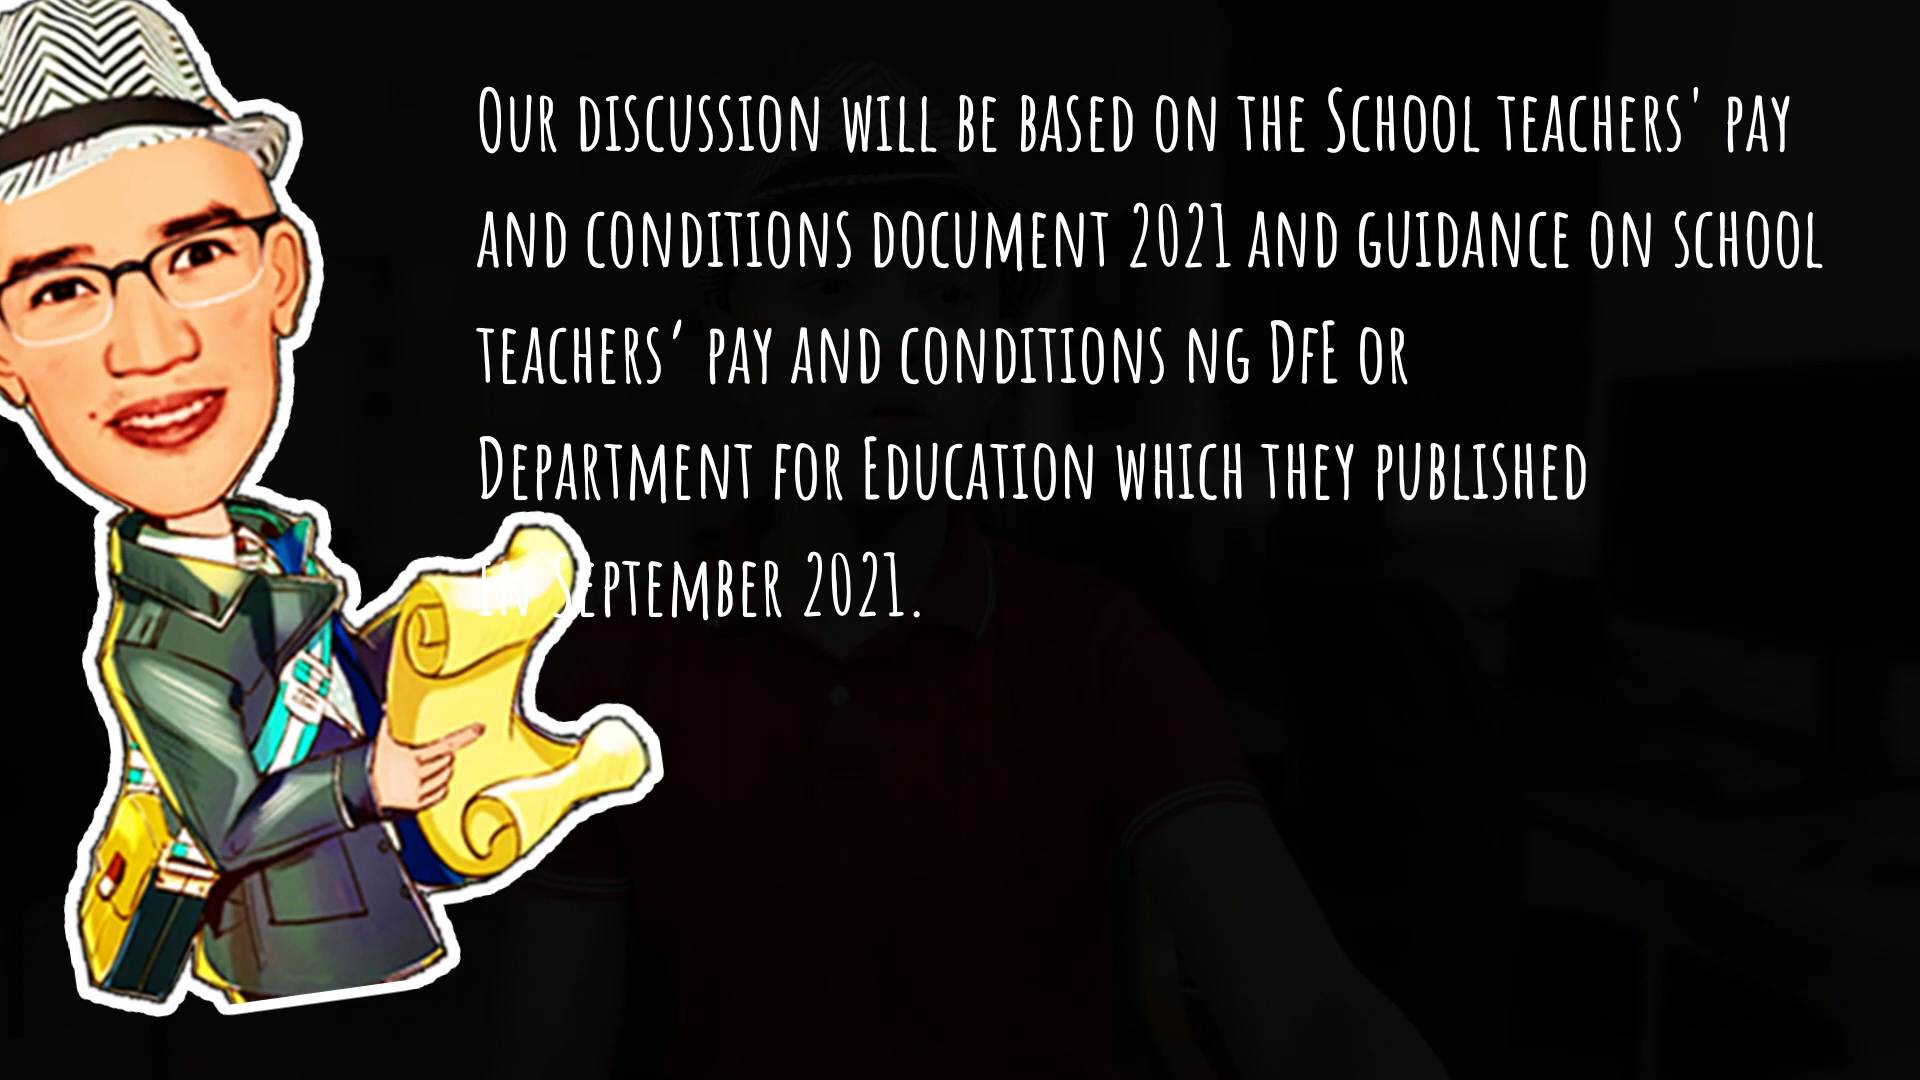 Our discussion will be based on the School teachers' pay
and conditions document 2021 and guidance on school
teachers’ pay and conditions ng DfE or
Department for Education which they published
in September 2021.